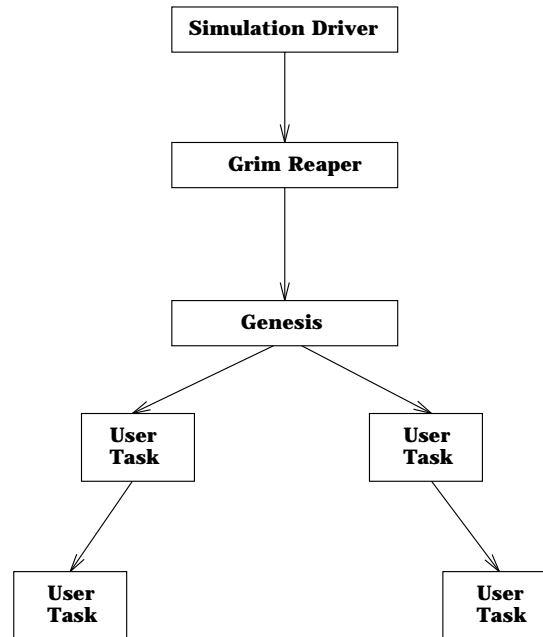 Simulation Driver
Grim Reaper
Genesis
User
Task
User
Task
User
Task
User
Task